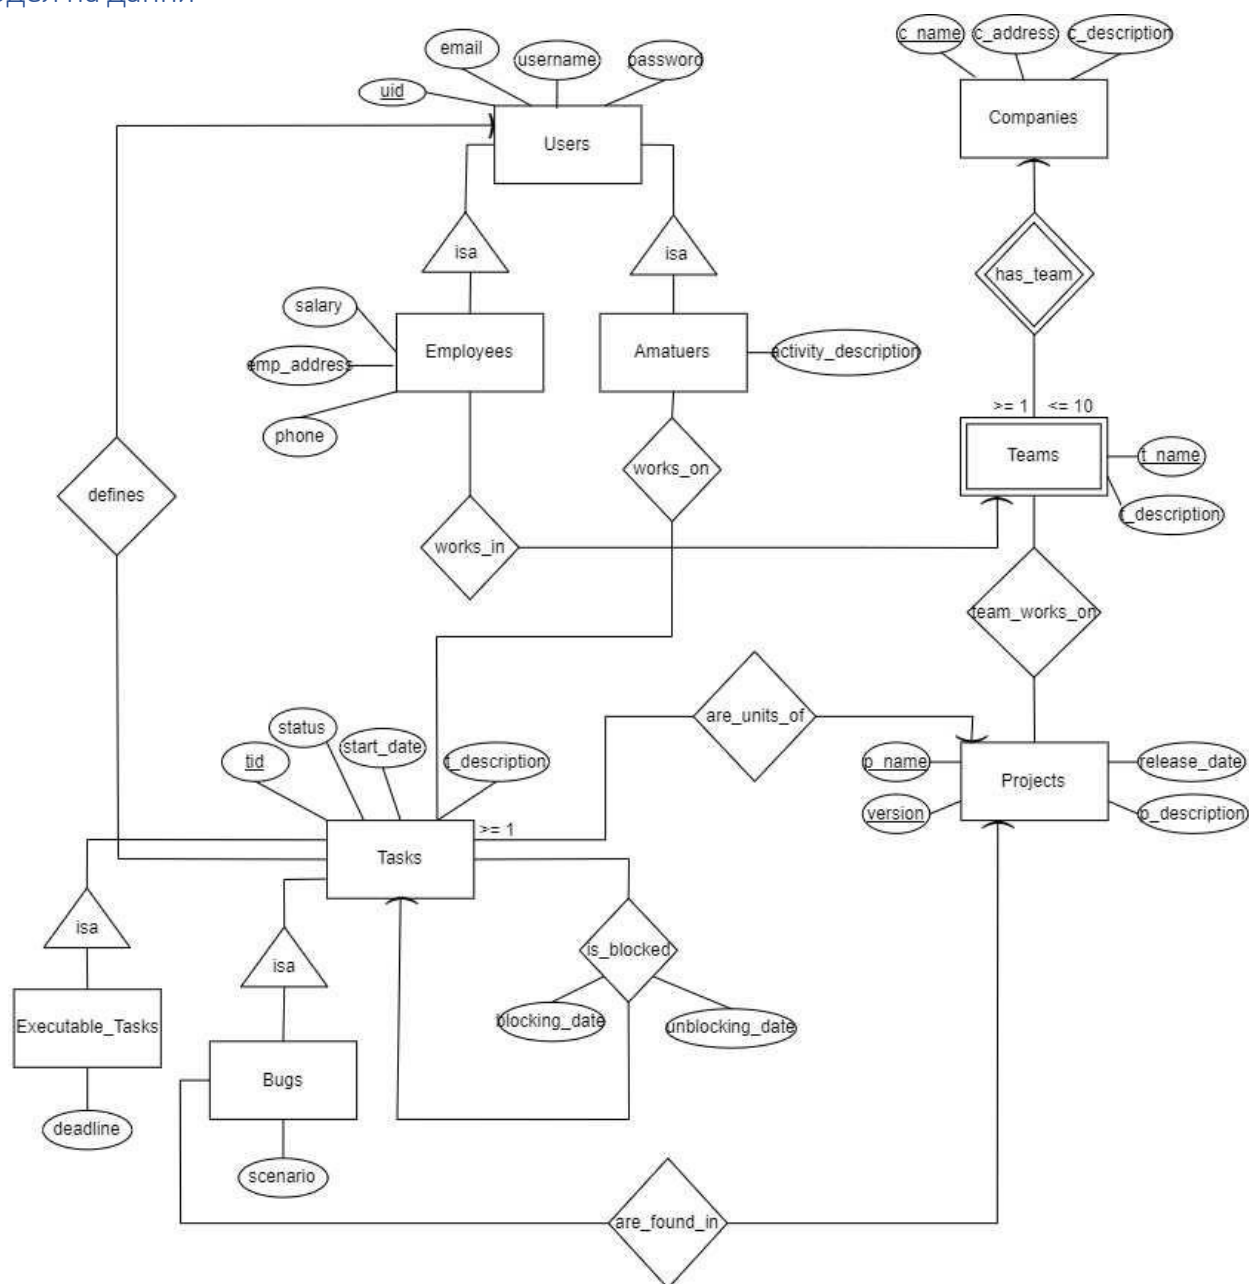 на данни
c_name
c_address
c_description
email
username
password
uid
Companies
Users
isa
isa
has_team
salary
Employees
Amatuers
activity_description
emp_address
>= 1
<= 10
phone
Teams
t_name
works_on
defines
t_description
works_in
team_works_on
are_units_of
status
start_date
tid
t_description
p_name
release_date
Projects
version
p_description
>= 1
Tasks
isa
is_blocked
isa
Executable_Tasks
blocking_date
unblocking_date
Bugs
deadline
scenario
are_found_in